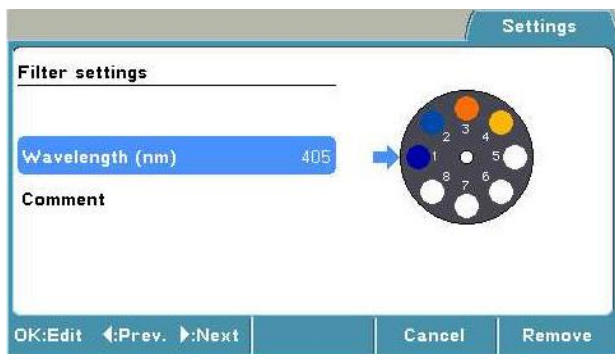 Settings
Filter settings
Wavelength (nm) 405
Comment
1
2
3
4
5
6
7
8
OK:Edit ◀:Prev. ▶:Next
Cancel
Remove